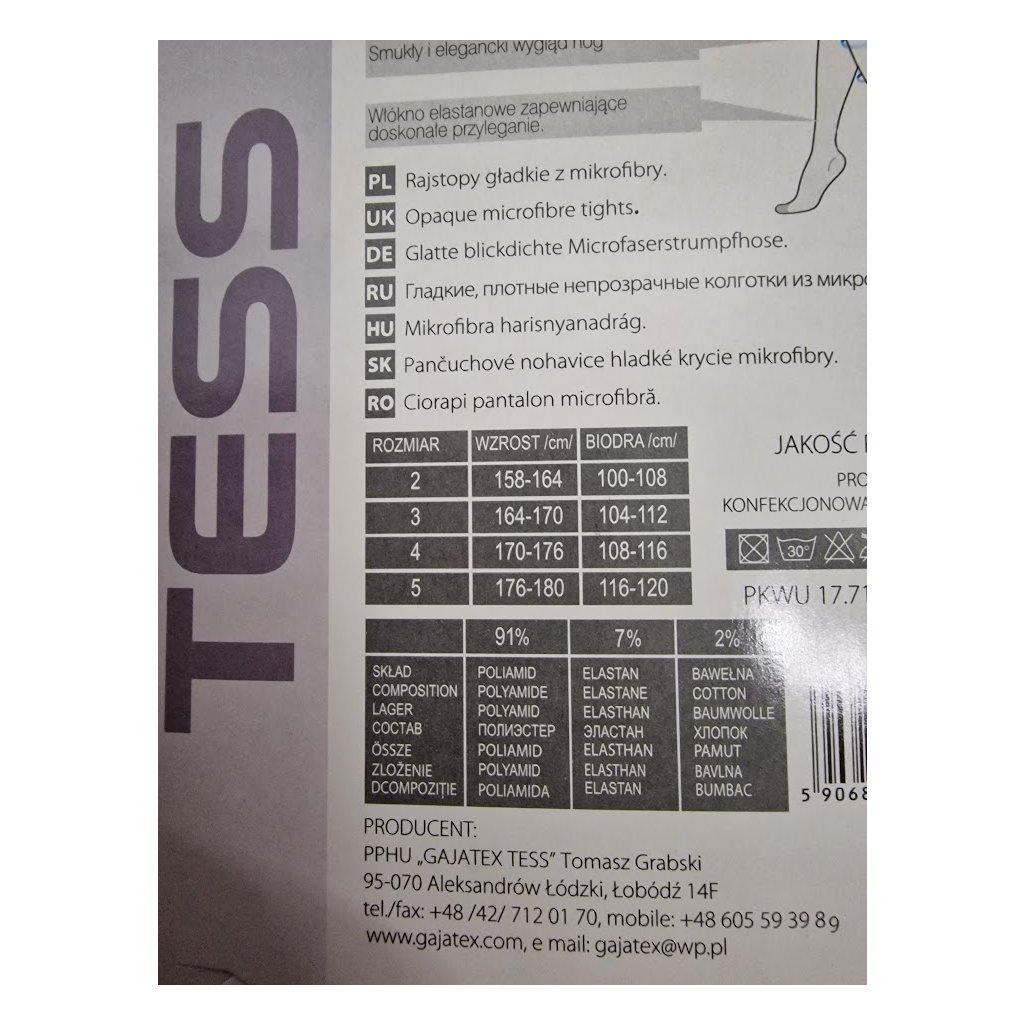 TESS
Smukły i elegancki wygląd nóg
Włókno elastanowe zapewniające
doskonałe przyleganie.
PL Rajstopy gładkie z mikrofibry.
UK Opaque microfibre tights.
DE Glatte blickdichte Microfaserstrumpfhose.
RU Гладкие, плотные непрозрачные колготки из
HU Mikrofibra harisnyanadrág.
SK Pančuchové nohavice hladké krycie mikrofibry.
RO Ciorapi pantalon microfibră.
ROZMIAR WZROST /cm/ BIODRA /cm/
2 158-164 100-108
3 164-170 104-112
4 170-176 108-116
5 176-180 116-120
JAKOŚĆ
PRO
KONFEKCJONOWA
30°
PKWU 17.71
91% 7% 2%
SKŁAD POLIAMID ELASTAN BAWEŁNA
COMPOSITION POLYAMIDE ELASTANE COTTON
LAGER POLYAMID ELASTHAN BAUMWOLLE
СОСТАВ ПОЛИЭСТЕР ЭЛАСТАН ХЛОПОК
ÖSSZE POLIAMID ELASTHAN PAMUT
ZLOŽENIE POLYAMID ELASTHAN BAVLNA
DCOMPOZIȚIE POLIAMIDA ELASTAN BUMBAC
5 9068
PRODUCENT:
PPHU „GAJATEX TESS” Tomasz Grabski
95-070 Aleksandrów Łódzki, Łobódź 14F
tel./fax: +48 /42/ 712 01 70, mobile: +48 605 59 39 89
www.gajatex.com, e mail: gajatex@wp.pl